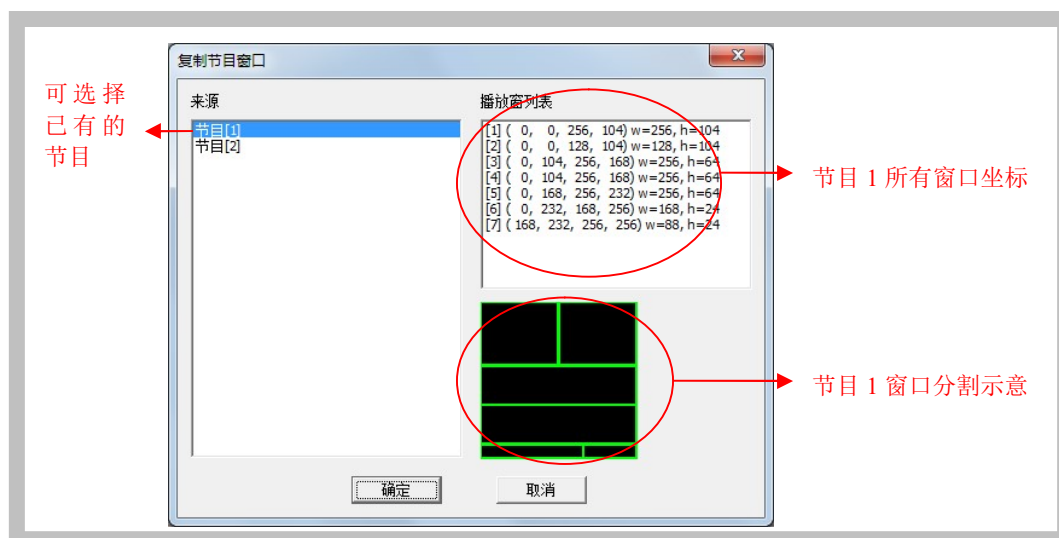 复制节目窗口
可选择
已有的
节目
来源
节目[1]
节目[2]
播放窗列表
[1] ( 0, 0, 256, 104) w=256, h=104
[2] ( 0, 0, 128, 104) w=128, h=104
[3] ( 0, 104, 256, 168) w=256, h=64
[4] ( 0, 104, 256, 168) w=256, h=64
[5] ( 0, 168, 256, 232) w=256, h=64
[6] ( 0, 232, 168, 256) w=168, h=24
[7] ( 168, 232, 256, 256) w=88, h=24
节目 1 所有窗口坐标
节目 1 窗口分割示意
确定
取消